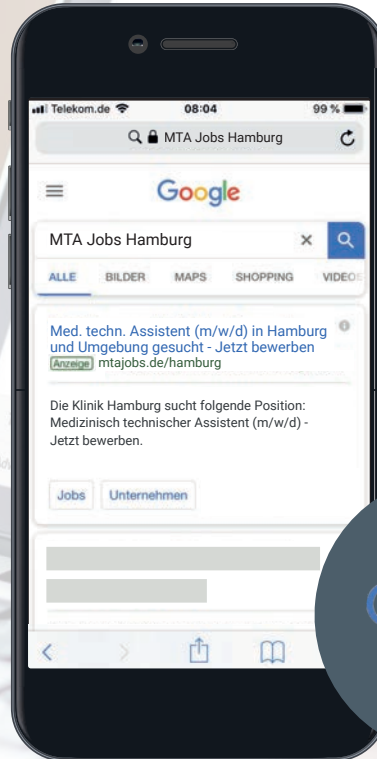 Telekom.de 08:04 99 %
MTA Jobs Hamburg
Google
MTA Jobs Hamburg
ALLE BILDER MAPS SHOPPING VIDEOS
Med. techn. Assistent (m/w/d) in Hamburg
und Umgebung gesucht - Jetzt bewerben
Anzeige mtajobs.de/hamburg
Die Klinik Hamburg sucht folgende Position:
Medizinisch technischer Assistent (m/w/d) -
Jetzt bewerben.
Jobs Unternehmen